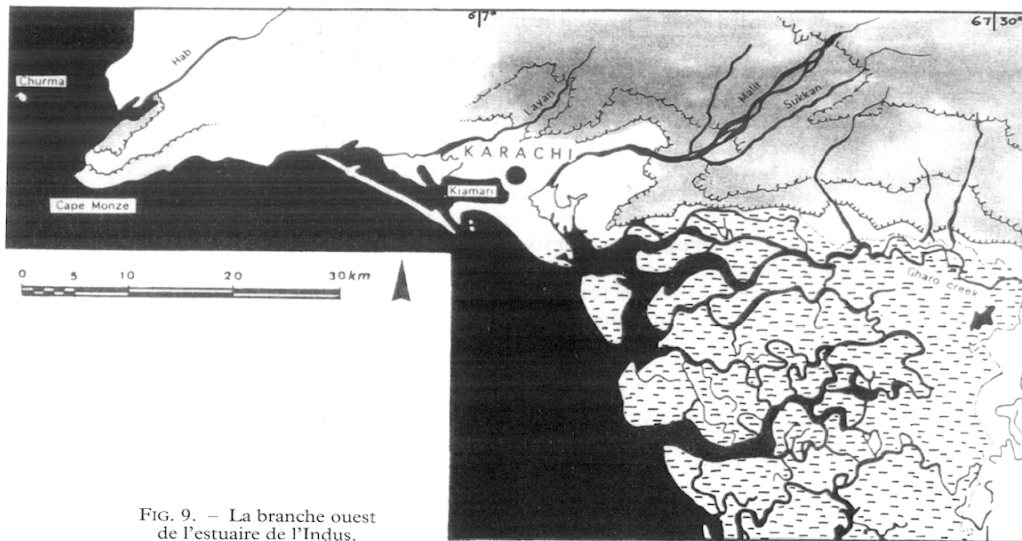 67°
67 30°
Hab
Churma
Layari
Malir
Sukkan
KARACHI
Kiamari
Cape Monze
0 5 10 20 30 km
Gharo creek
FIG. 9. – La branche ouest
de l'estuaire de l'Indus.